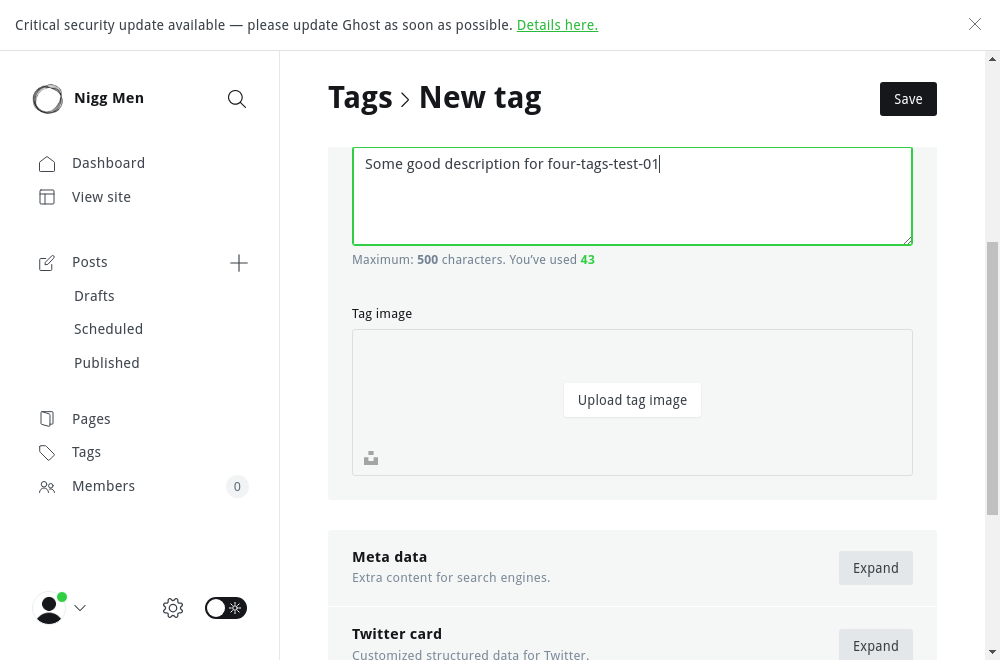 Critical security update available — please update Ghost as soon as possible. Details here.
Nigg Men
Dashboard
View site
Posts
Drafts
Scheduled
Published
Pages
Tags
Members
0
Tags > New tag
Save
Some good description for four-tags-test-01
Maximum: 500 characters. You’ve used 43
Tag image
Upload tag image
Meta data
Extra content for search engines.
Expand
Twitter card
Customized structured data for Twitter.
Expand